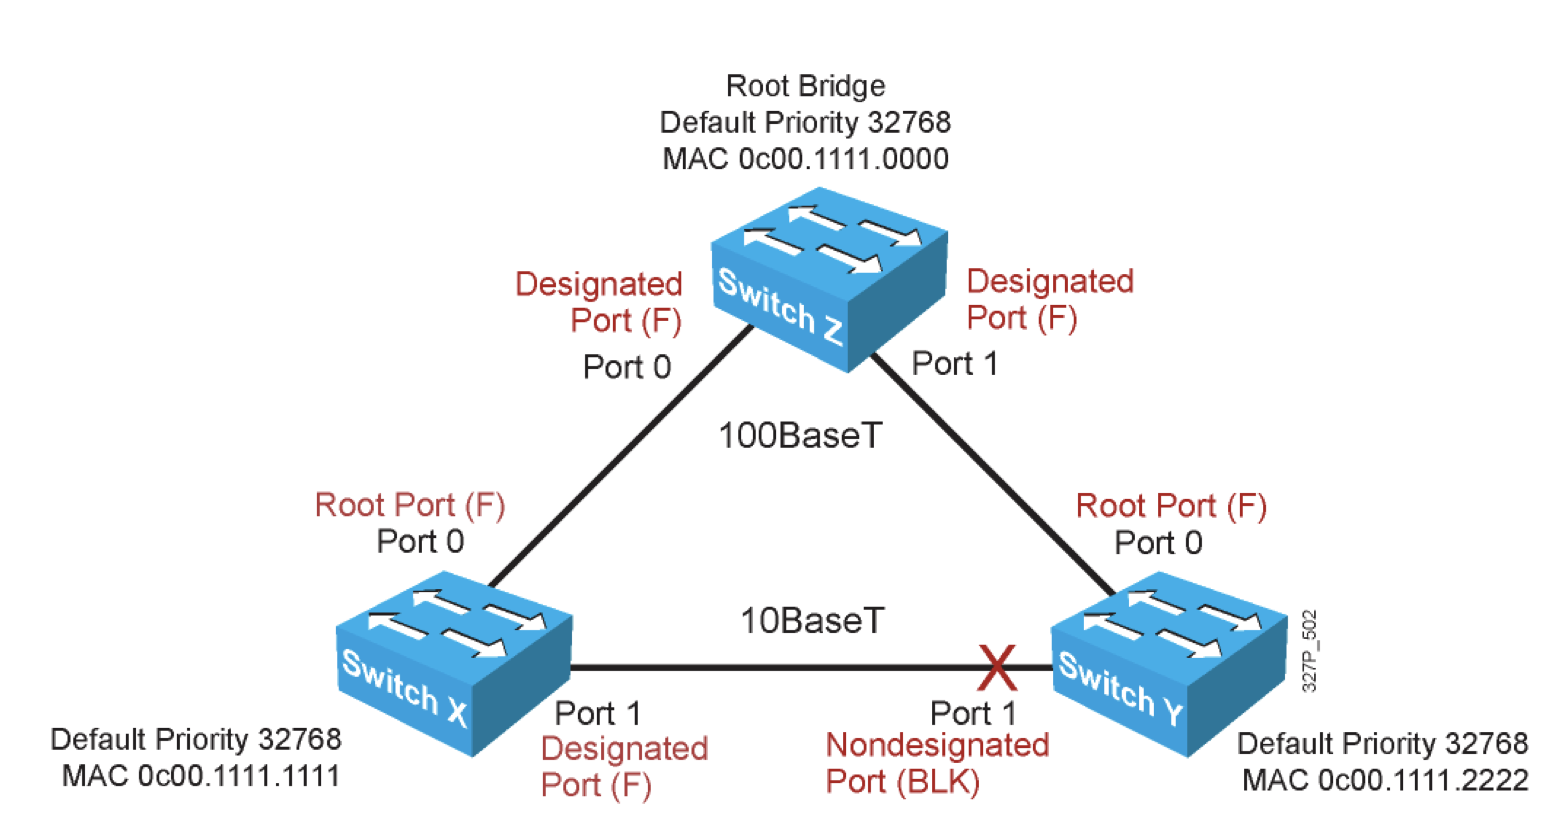 Root Bridge
Default Priority 32768
MAC 0c00.1111.0000
Switch Z
Designated
Port (F)
Port 0
Designated
Port (F)
Port 1
100BaseT
Root Port (F)
Port 0
Root Port (F)
Port 0
10BaseT
Switch X
Port 1
Designated
Port (F)
Default Priority 32768
MAC 0c00.1111.1111
X
Port 1
Nondesignated
Port (BLK)
Switch Y
Default Priority 32768
MAC 0c00.1111.2222
327P_502